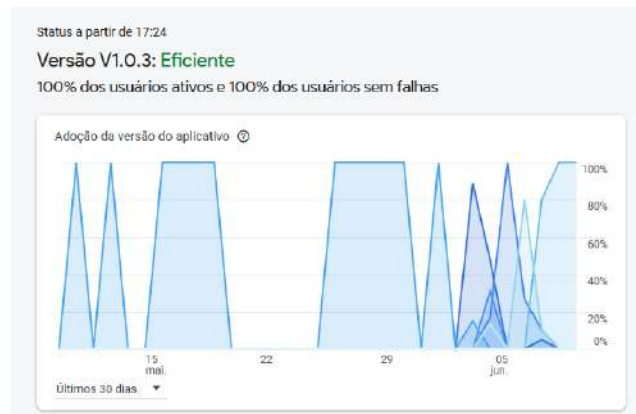 Status a partir de 17:24
Versão V1.0.3: Eficiente
100% dos usuários ativos e 100% dos usuários sem falhas
Adoção da versão do aplicativo ?
100%
80%
60%
40%
20%
0%
15
mai.
22
29
05
jun.
Últimos 30 dias